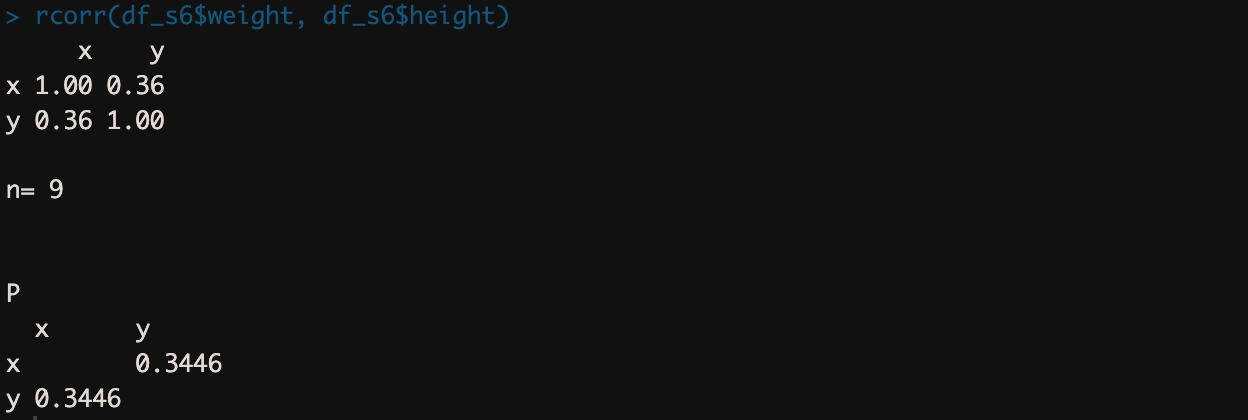 > rcorr(df_s6$weight, df_s6$height)
     x    y
x 1.00 0.36
y 0.36 1.00
n= 9
P
  x      y
x        0.3446
y 0.3446